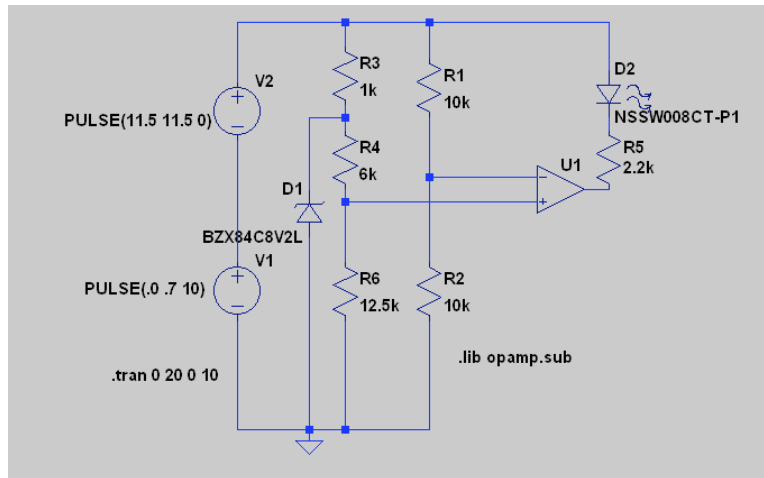 R3
1k
R1
10k
D2
NSSW008CT-P1
V2
PULSE(11.5 11.5 0)
R4
6k
R5
2.2k
U1
D1
BZX84C8V2L
V1
PULSE(.0 .7 10)
R6
12.5k
R2
10k
.tran 0 20 0 10
.lib opamp.sub